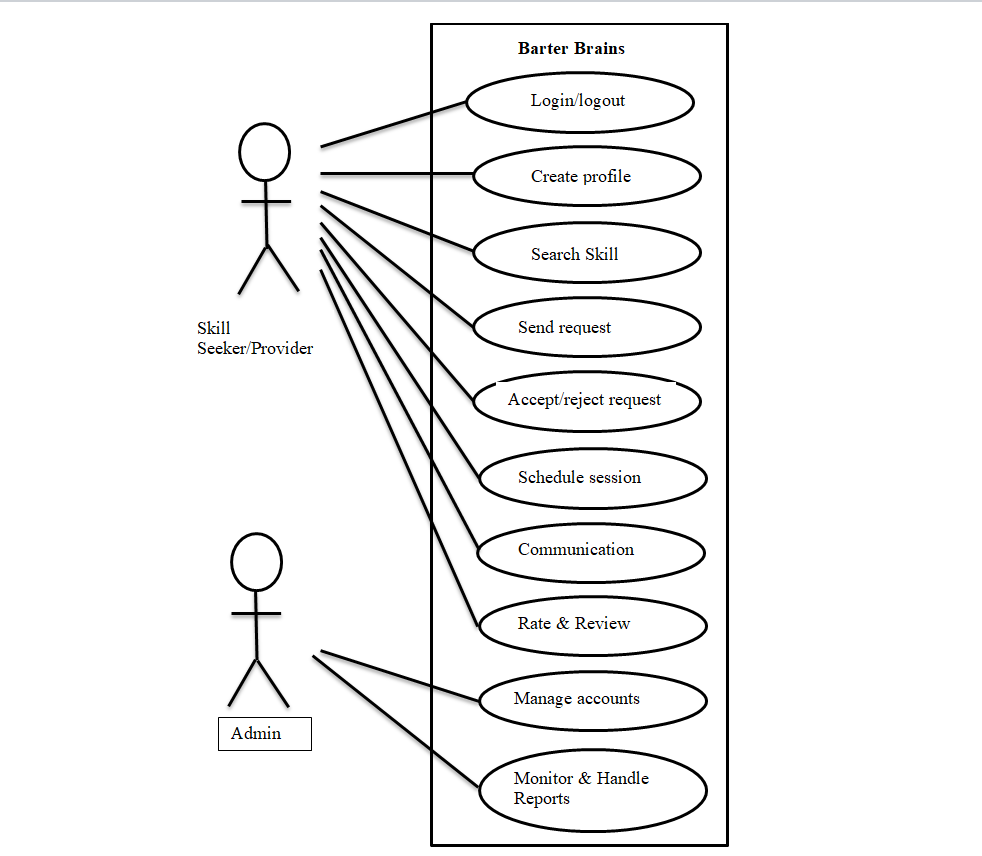 Barter Brains
Login/logout
Create profile
Search Skill
Send request
Accept/reject request
Schedule session
Communication
Rate & Review
Manage accounts
Monitor & Handle
Reports
Skill
Seeker/Provider
Admin